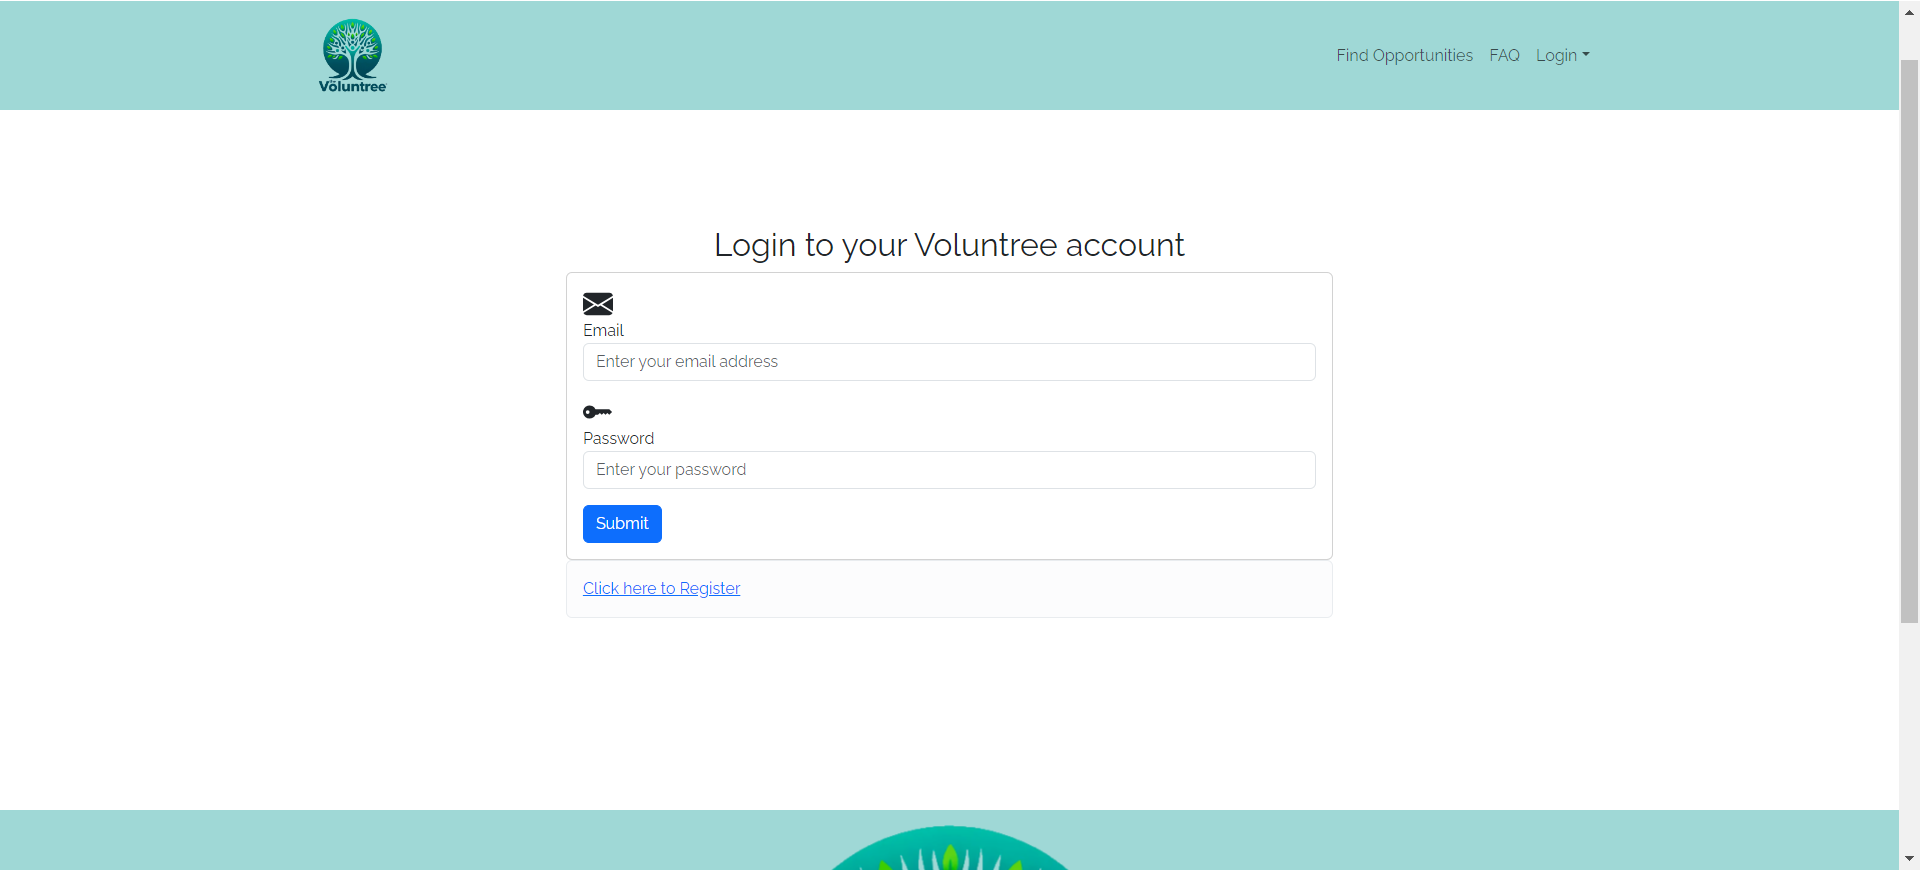 The
Voluntree
Find Opportunities FAQ Login
Login to your Voluntree account
Email
Enter your email address
Password
Enter your password
Submit
Click here to Register